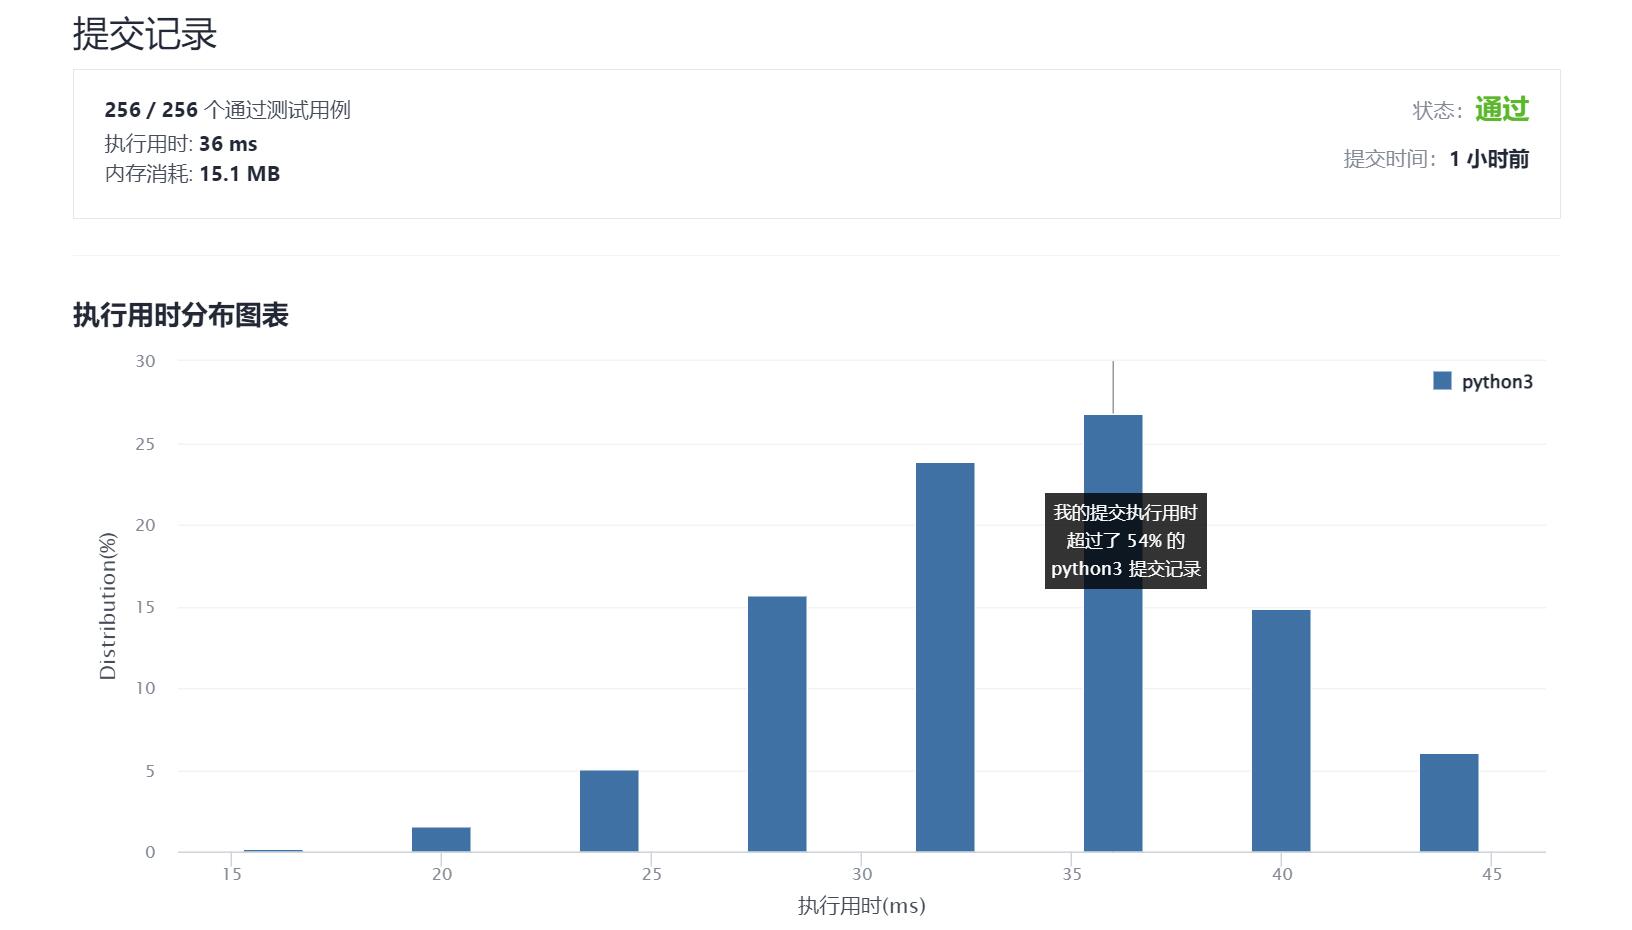 提交记录
256 / 256 个通过测试用例
状态：通过
执行用时: 36 ms
提交时间：1 小时前
内存消耗: 15.1 MB
执行用时分布图表
30
python3
25
20
15
10
5
0
Distribution(%)
我的提交执行用时
超过了 54% 的
python3 提交记录
15 20 25 30 35 40 45
执行用时(ms)